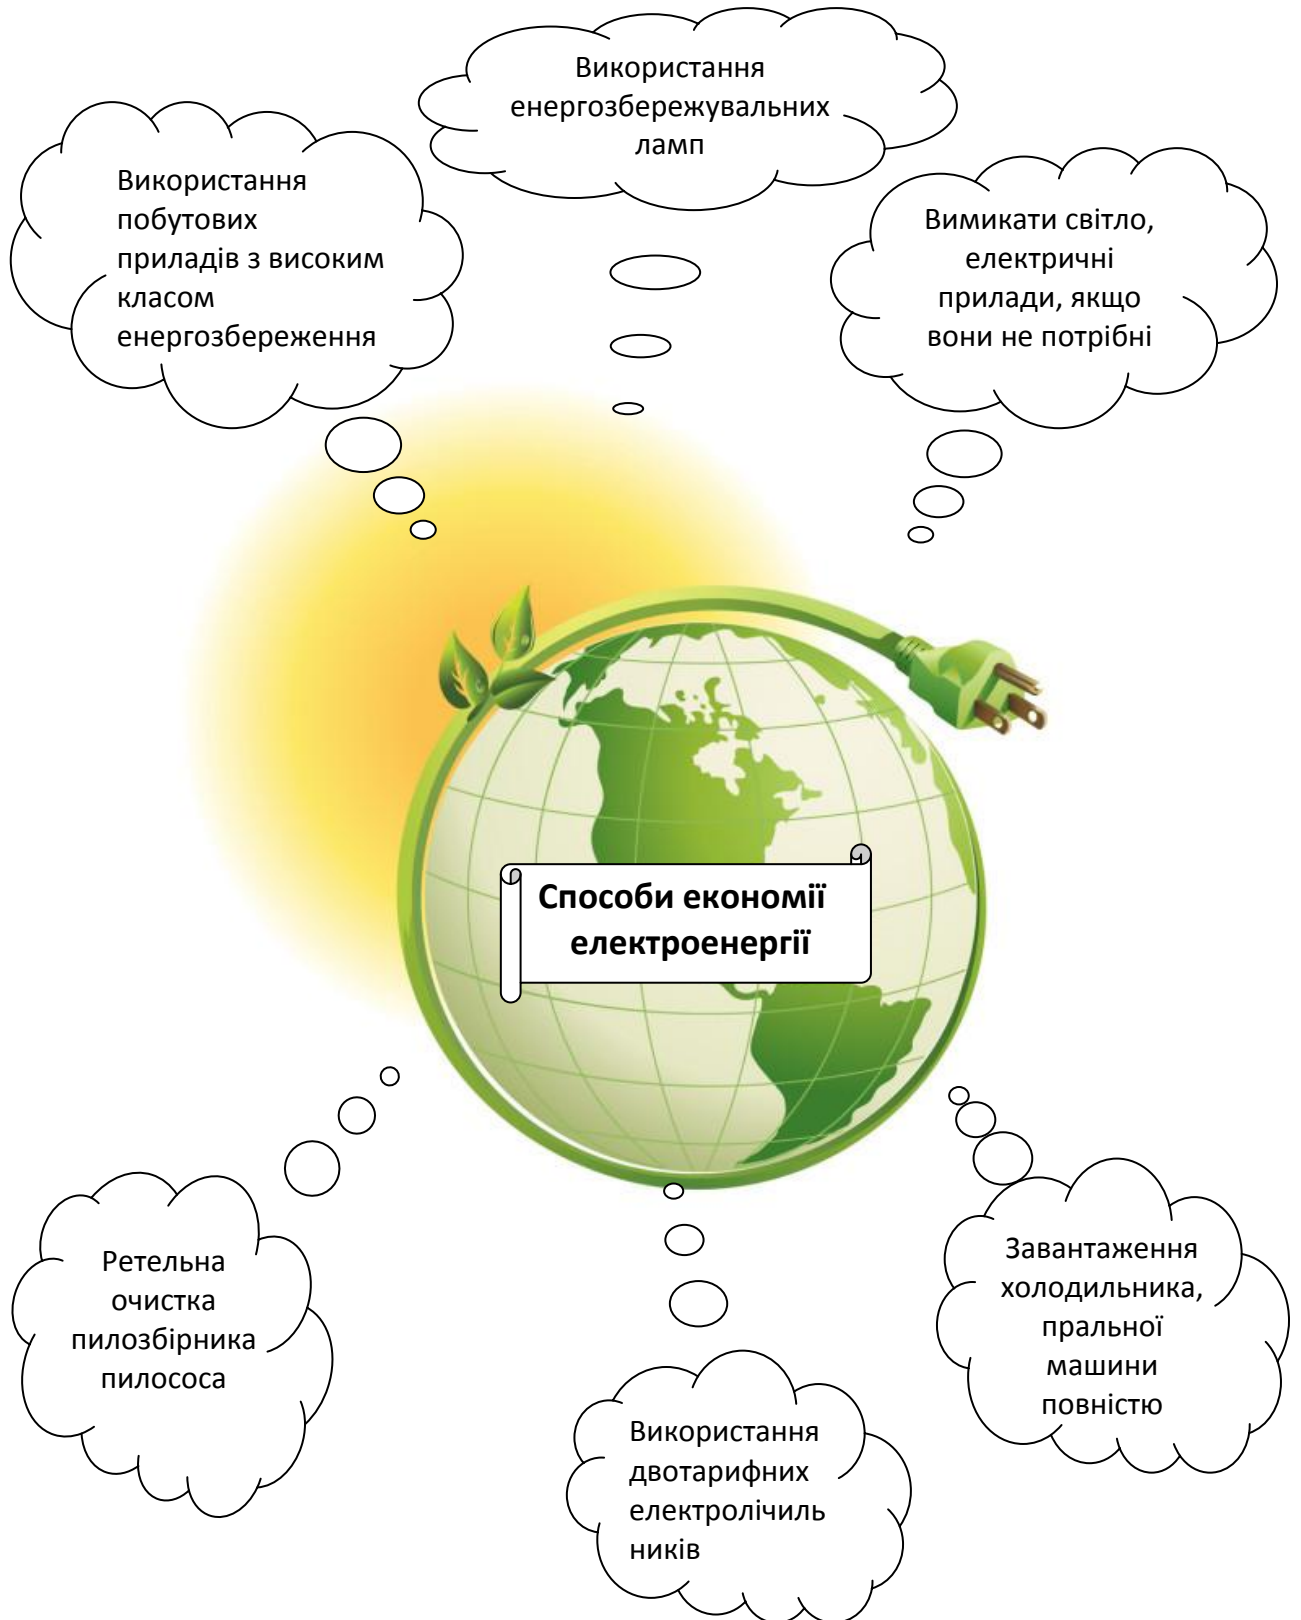 Використання
енергозбережувальних
ламп
Використання
побутових
приладів з високим
класом
енергозбереження
Вимикати світло,
електричні
прилади, якщо
вони не потрібні
Способи економії
електроенергії
Ретельна
очистка
пилозбірника
пилососа
Використання
двотарифних
електролічиль
ників
Завантаження
холодильника,
пральної
машини
повністю